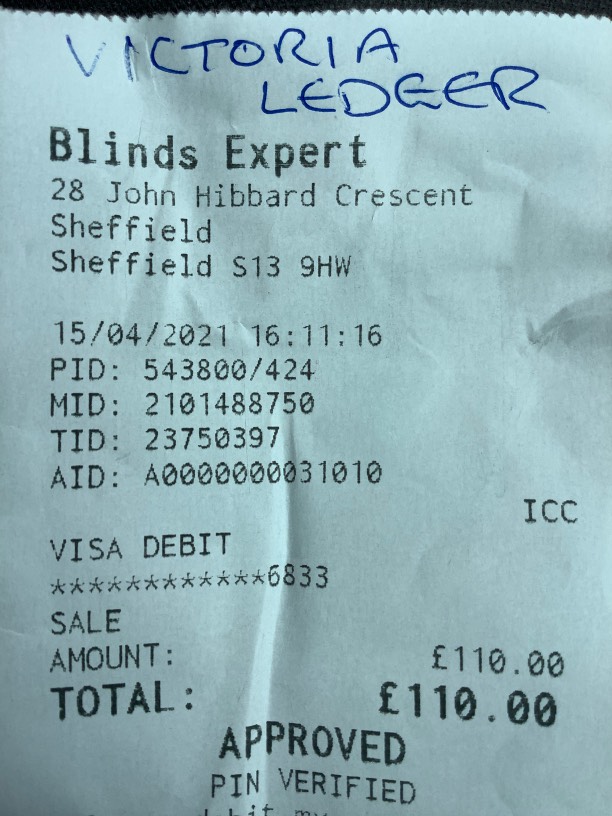 VICTORIA
LEDGER
Blinds Expert
28 John Hibbard Crescent
Sheffield
Sheffield S13 9HW
15/04/2021 16:11:16
PID: 543800/424
MID: 2101488750
TID: 23750397
AID: A0000000031010
ICC
VISA DEBIT
************6833
SALE
AMOUNT: £110.00
TOTAL: £110.00
APPROVED
PIN VERIFIED